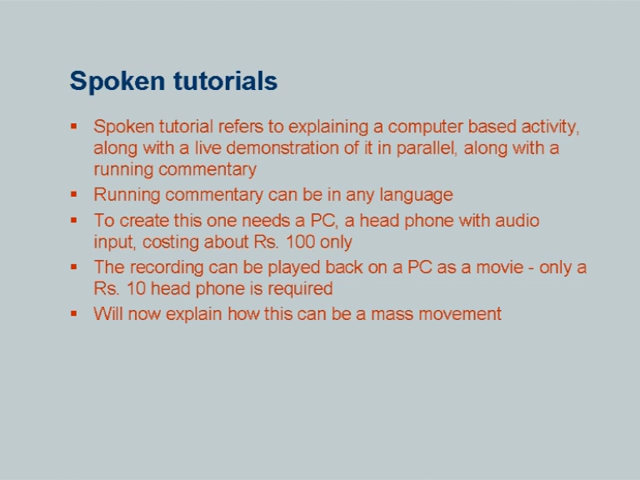 Spoken tutorials
▪ Spoken tutorial refers to explaining a computer based activity,
along with a live demonstration of it in parallel, along with a
running commentary
▪ Running commentary can be in any language
▪ To create this one needs a PC, a head phone with audio
input, costing about Rs. 100 only
▪ The recording can be played back on a PC as a movie - only a
Rs. 10 head phone is required
▪ Will now explain how this can be a mass movement